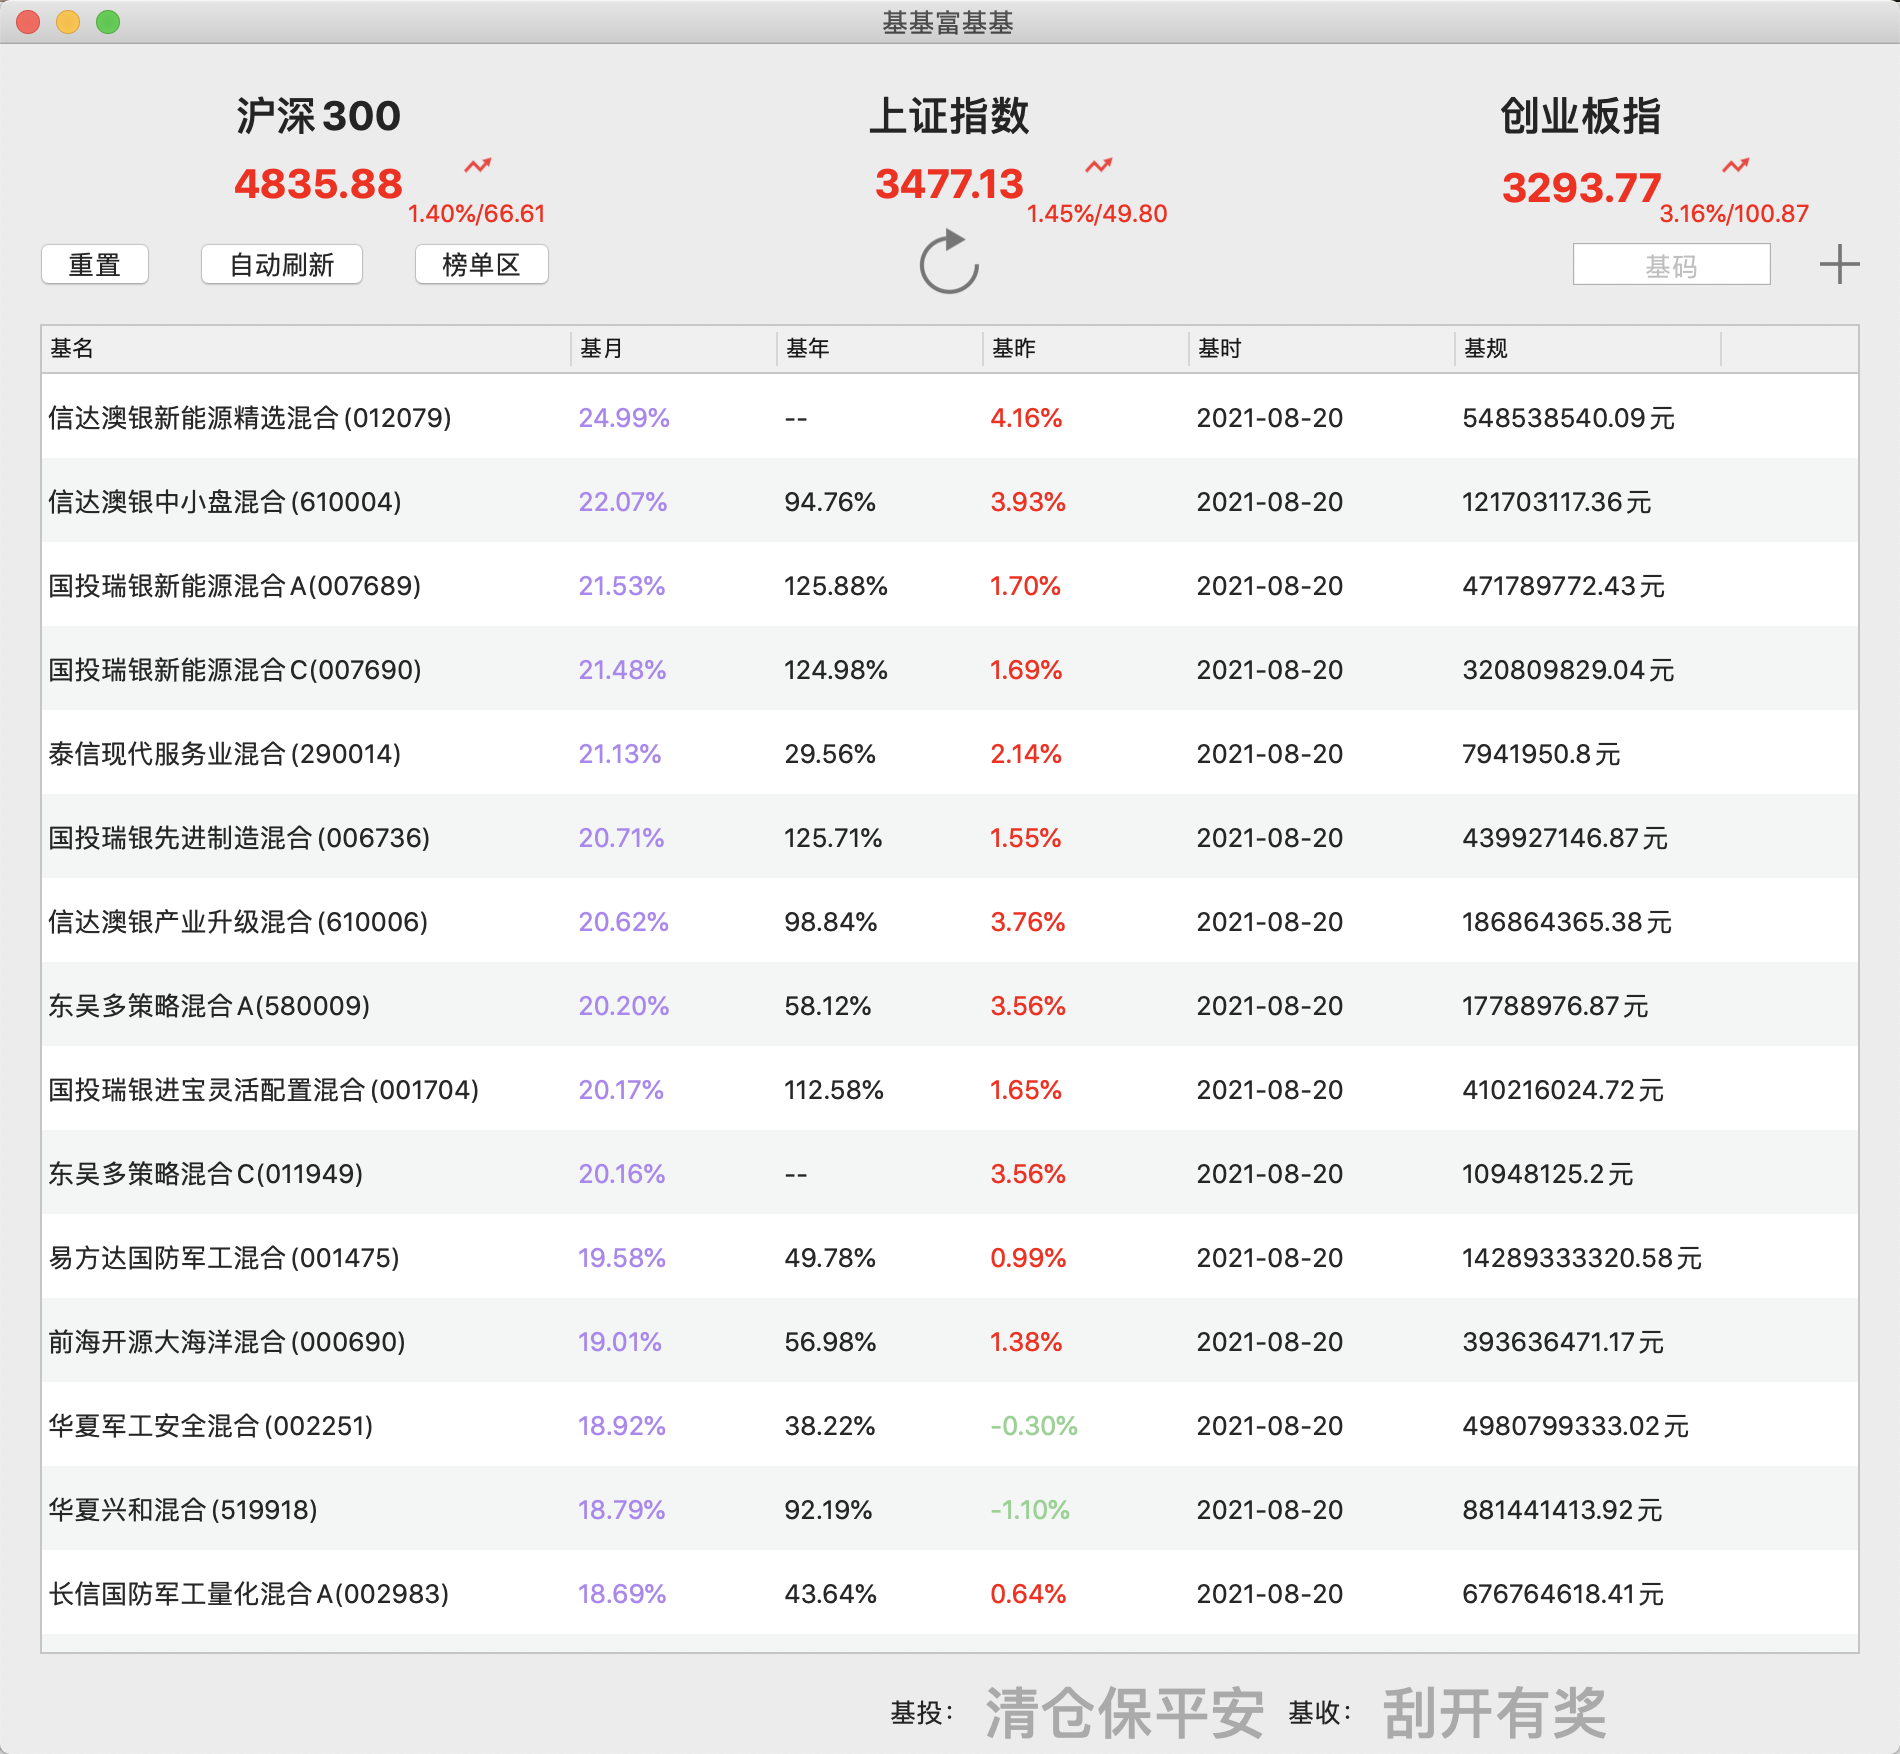 基基富基基
沪深300 上证指数 创业板指
4835.88 1.40%/66.61 3477.13 1.45%/49.80 3293.77 3.16%/100.87
重置 自动刷新 榜单区 基码
基名 基月 基年 基昨 基时 基规
信达澳银新能源精选混合(012079) 24.99% -- 4.16% 2021-08-20 548538540.09元
信达澳银中小盘混合(610004) 22.07% 94.76% 3.93% 2021-08-20 121703117.36元
国投瑞银新能源混合A(007689) 21.53% 125.88% 1.70% 2021-08-20 471789772.43元
国投瑞银新能源混合C(007690) 21.48% 124.98% 1.69% 2021-08-20 320809829.04元
泰信现代服务业混合(290014) 21.13% 29.56% 2.14% 2021-08-20 7941950.8元
国投瑞银先进制造混合(006736) 20.71% 125.71% 1.55% 2021-08-20 439927146.87元
信达澳银产业升级混合(610006) 20.62% 98.84% 3.76% 2021-08-20 186864365.38元
东吴多策略混合A(580009) 20.20% 58.12% 3.56% 2021-08-20 17788976.87元
国投瑞银进宝灵活配置混合(001704) 20.17% 112.58% 1.65% 2021-08-20 410216024.72元
东吴多策略混合C(011949) 20.16% -- 3.56% 2021-08-20 10948125.2元
易方达国防军工混合(001475) 19.58% 49.78% 0.99% 2021-08-20 14289333320.58元
前海开源大海洋混合(000690) 19.01% 56.98% 1.38% 2021-08-20 393636471.17元
华夏军工安全混合(002251) 18.92% 38.22% -0.30% 2021-08-20 4980799333.02元
华夏兴和混合(519918) 18.79% 92.19% -1.10% 2021-08-20 881441413.92元
长信国防军工量化混合A(002983) 18.69% 43.64% 0.64% 2021-08-20 676764618.41元
基投： 清仓保平安 基收： 刮开有奖